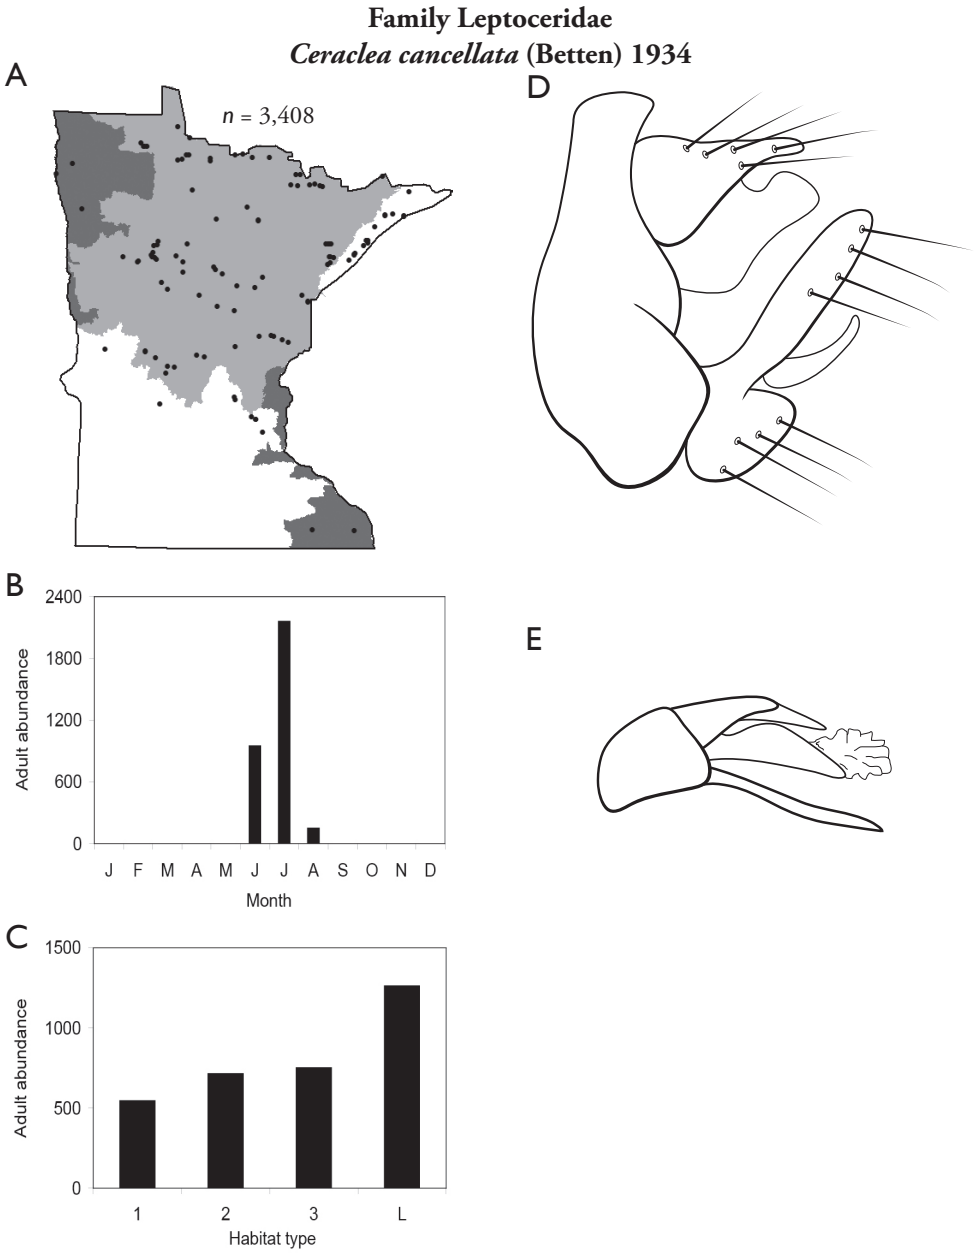 Family Leptoceridae
Ceraclea cancellata (Betten) 1934
A
n = 3,408
D
B
2400
1800
1200
600
0
Adult abundance
J F M A M J J A S O N D
Month
E
C
1500
1000
500
0
Adult abundance
1 2 3 L
Habitat type